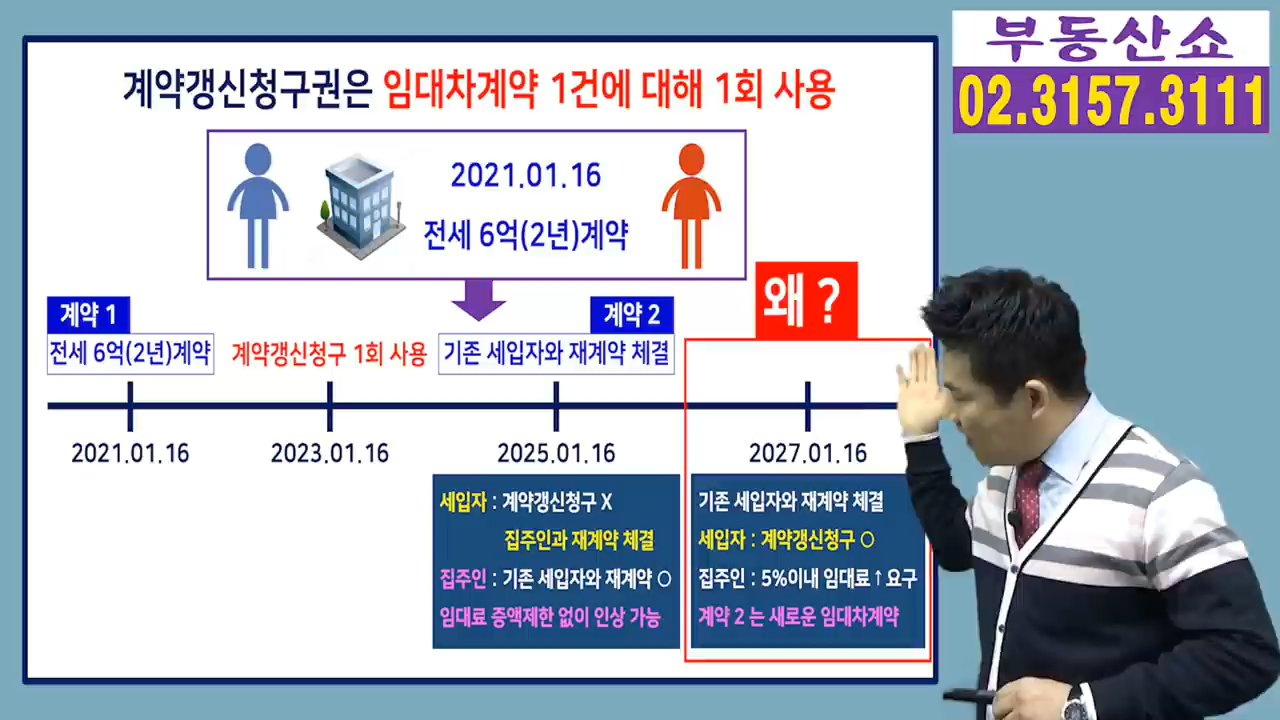 부동산쇼
02.3157.3111
계약갱신청구권은 임대차계약 1건에 대해 1회 사용
2021.01.16
전세 6억(2년)계약
왜 ?
계약 1
계약 2
전세 6억(2년)계약
계약갱신청구 1회 사용
기존 세입자와 재계약 체결
2021.01.16
2023.01.16
2025.01.16
2027.01.16
세입자 : 계약갱신청구 X
집주인과 재계약 체결
집주인 : 기존 세입자와 재계약 ○
임대료 증액제한 없이 인상 가능
기존 세입자와 재계약 체결
세입자 : 계약갱신청구 ○
집주인 : 5%이내 임대료↑요구
계약 2 는 새로운 임대차계약